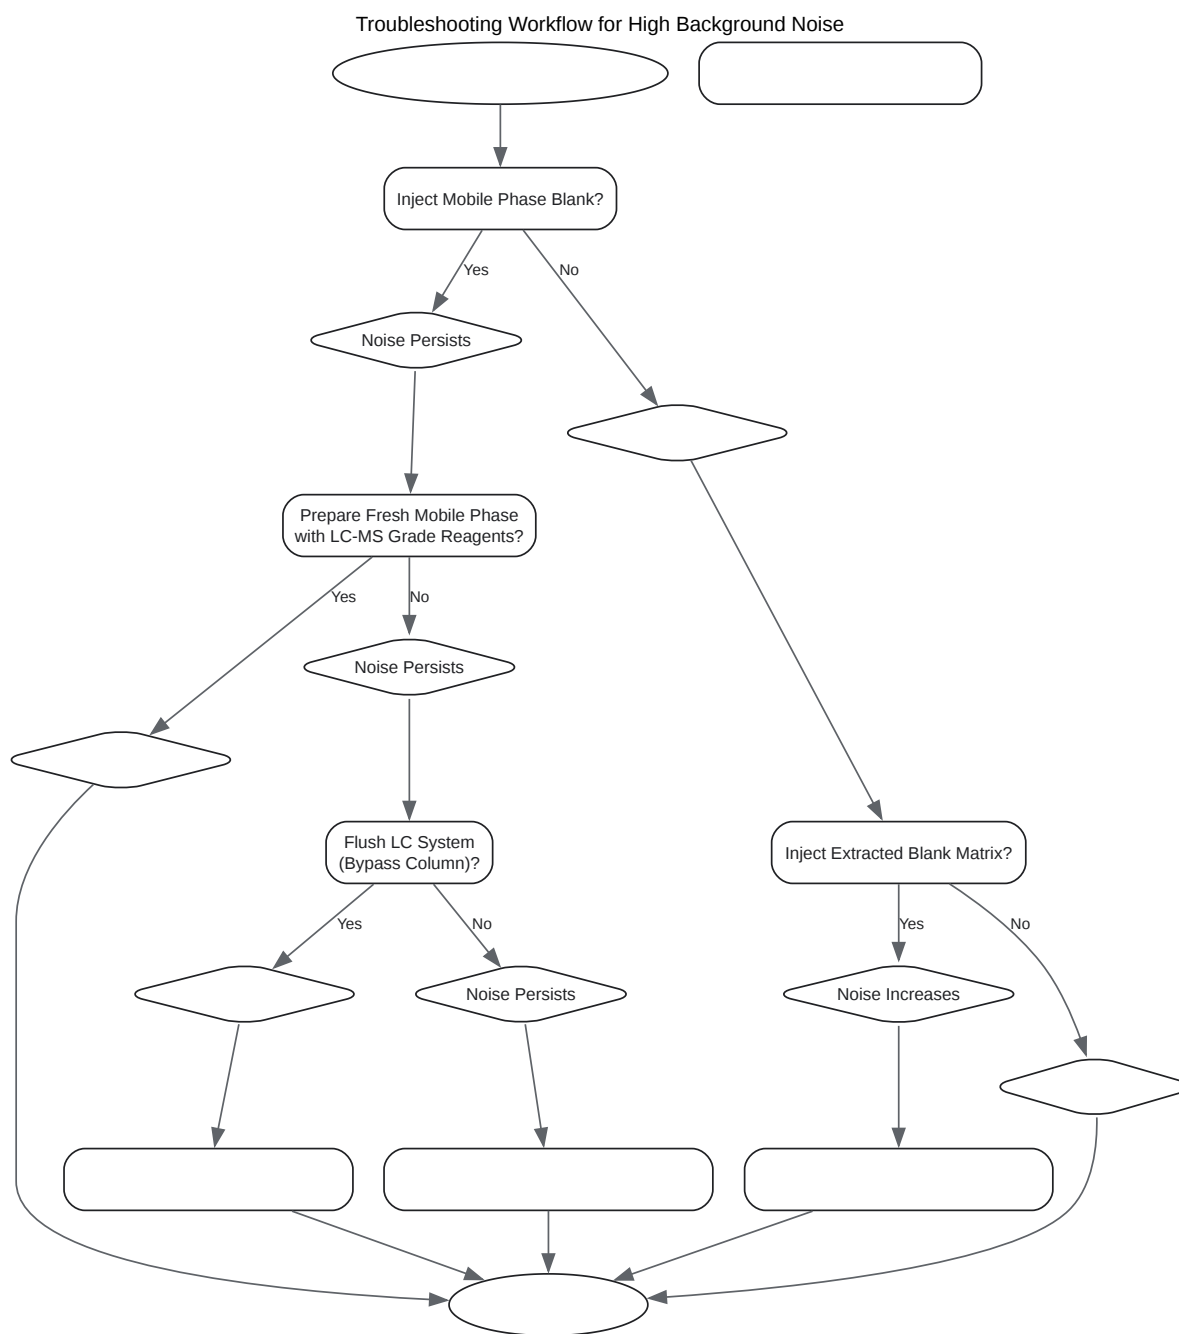 Troubleshooting Workflow for High Background Noise
Inject Mobile Phase Blank?
Yes
No
Noise Persists
Prepare Fresh Mobile Phase
with LC-MS Grade Reagents?
Yes
No
Noise Persists
Flush LC System
(Bypass Column)?
Inject Extracted Blank Matrix?
Yes
No
Yes
No
Noise Persists
Noise Increases